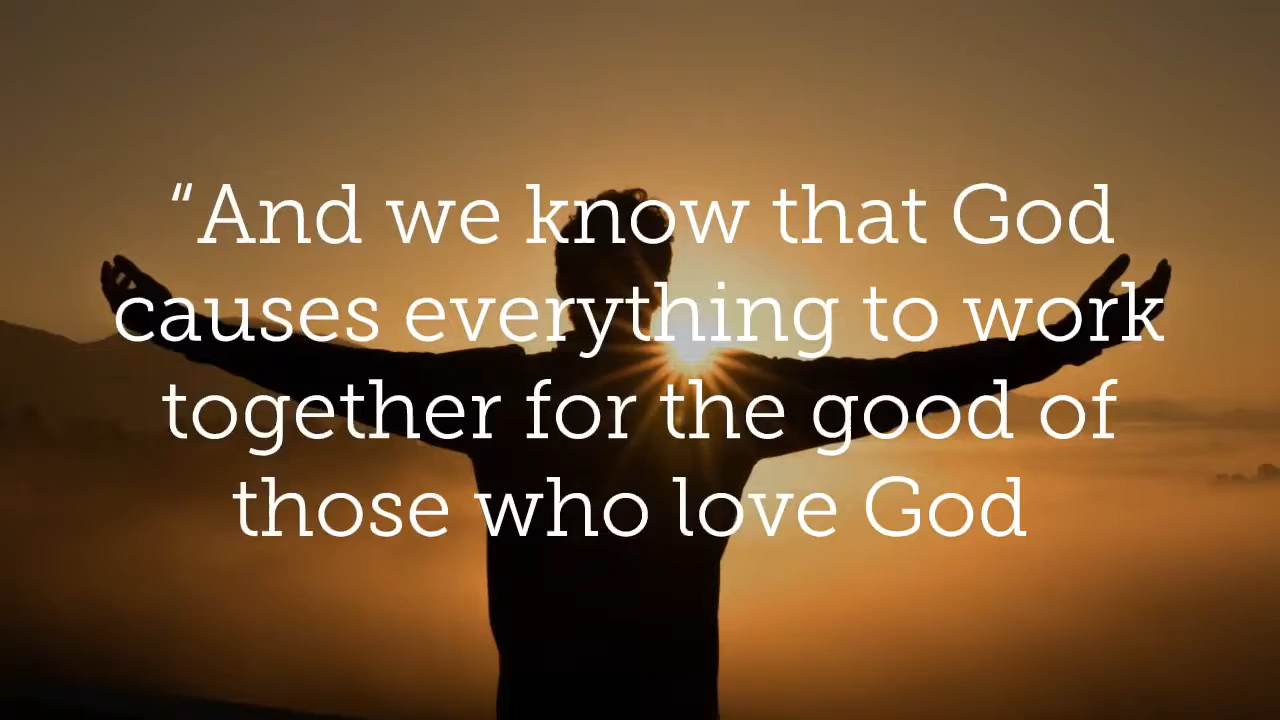 “And we know that God
causes everything to work
together for the good of
those who love God